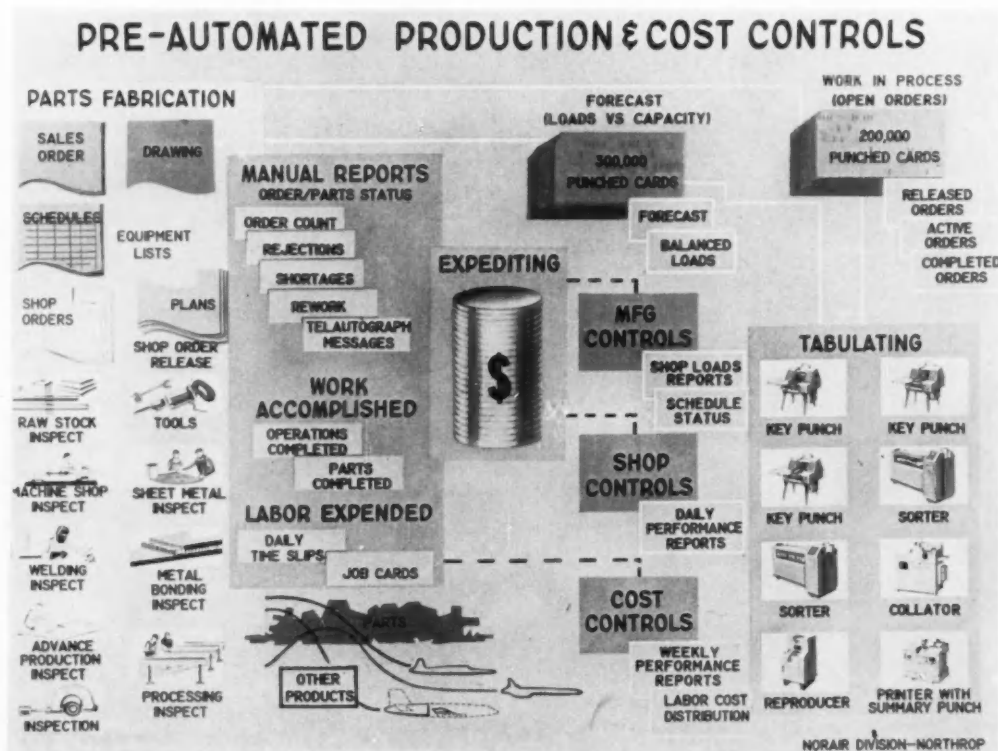 PRE-AUTOMATED PRODUCTION & COST CONTROLS
PARTS FABRICATION
SALES
ORDER
DRAWING
SCHEDULES
EQUIPMENT
LISTS
SHOP
ORDERS
PLANS
SHOP ORDER
RELEASE
RAW STOCK
INSPECT
TOOLS
MACHINE SHOP
INSPECT
SHEET METAL
INSPECT
WELDING
INSPECT
METAL
BONDING
INSPECT
ADVANCE
PRODUCTION
INSPECT
PROCESSING
INSPECT
INSPECTION
MANUAL REPORTS
ORDER/PARTS STATUS
ORDER COUNT
REJECTIONS
SHORTAGES
REWORK
TELAUTOGRAPH
MESSAGES
WORK
ACCOMPLISHED
OPERATIONS
COMPLETED
PARTS
COMPLETED
LABOR EXPENDED
DAILY
TIME SLIPS
JOB CARDS
PARTS
OTHER
PRODUCTS
EXPEDITING
$
FORECAST
(LOADS VS CAPACITY)
300,000
PUNCHED CARDS
FORECAST
BALANCED
LOADS
MFG
CONTROLS
SHOP LOADS
REPORTS
SCHEDULE
STATUS
SHOP
CONTROLS
DAILY
PERFORMANCE
REPORTS
COST
CONTROLS
WEEKLY
PERFORMANCE
REPORTS
LABOR COST
DISTRIBUTION
WORK IN PROCESS
(OPEN ORDERS)
200,000
PUNCHED CARDS
RELEASED
ORDERS
ACTIVE
ORDERS
COMPLETED
ORDERS
TABULATING
KEY PUNCH
KEY PUNCH
KEY PUNCH
SORTER
SORTER
COLLATOR
REPRODUCER
PRINTER WITH
SUMMARY PUNCH
NORAIR DIVISION—NORTHROP